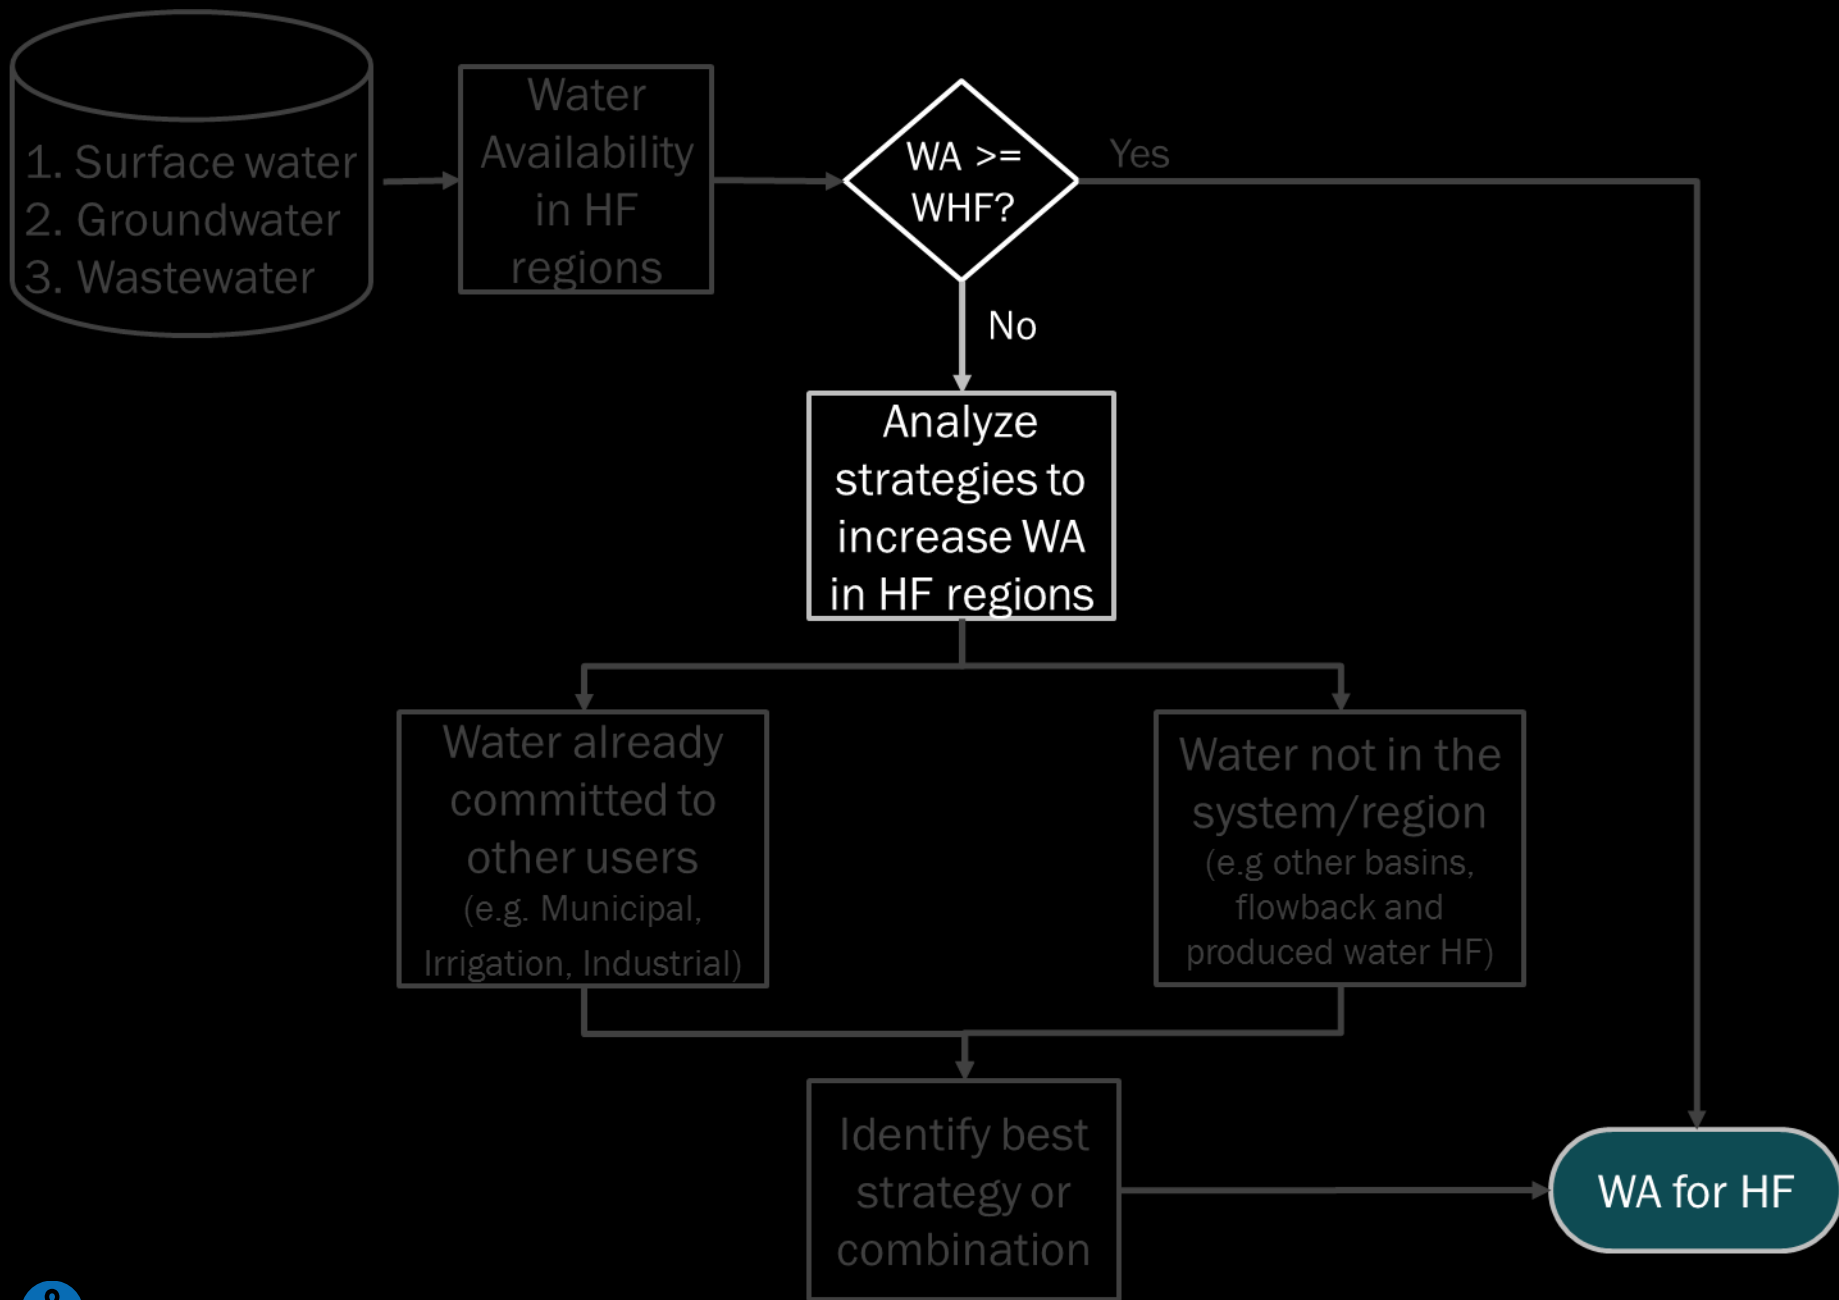 1. Surface water
2. Groundwater
3. Wastewater
Water
Availability
in HF
regions
WA >=
WHF?
Yes
No
Analyze
strategies to
increase WA
in HF regions
Water already
committed to
other users
(e.g. Municipal,
Irrigation, Industrial)
Water not in the
system/region
(e.g other basins,
flowback and
produced water HF)
Identify best
strategy or
combination
WA for HF